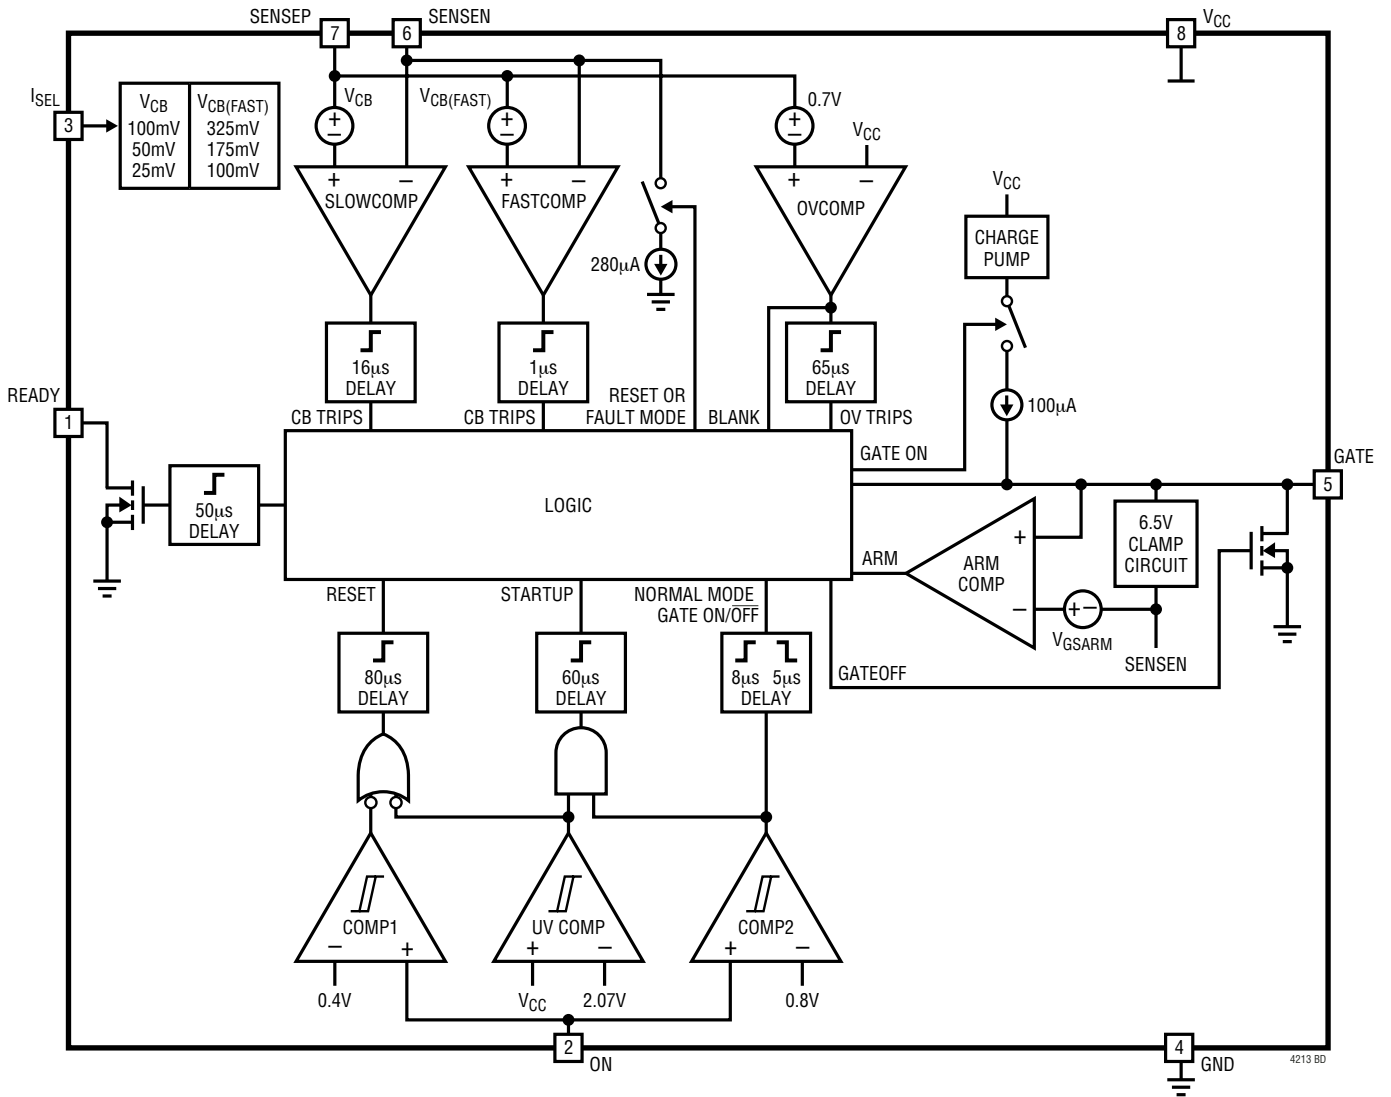 SENSEP
7
6
SENSEN
8
VCC
ISEL
3
VCB VCB(FAST)
100mV 325mV
50mV 175mV
25mV 100mV
VCB
+
–
VCB(FAST)
+
–
0.7V
+
–
VCC
+ –
SLOWCOMP
+ –
FASTCOMP
+ –
OVCOMP
280µA
VCC
CHARGE
PUMP
100µA
16µs
DELAY
1µs
DELAY
65µs
DELAY
CB TRIPS
CB TRIPS
RESET OR
FAULT MODE
BLANK
OV TRIPS
READY
1
50µs
DELAY
LOGIC
GATE ON
GATE
5
ARM
+
ARM
COMP
–
6.5V
CLAMP
CIRCUIT
+ –
VGSARM
SENSEN
RESET
STARTUP
NORMAL MODE
GATE ON/O̅F̅F̅
GATEOFF
80µs
DELAY
60µs
DELAY
8µs 5µs
DELAY
COMP1
– +
UV COMP
+ –
COMP2
+ –
0.4V
VCC
2.07V
0.8V
2
ON
4
GND
4213 BD